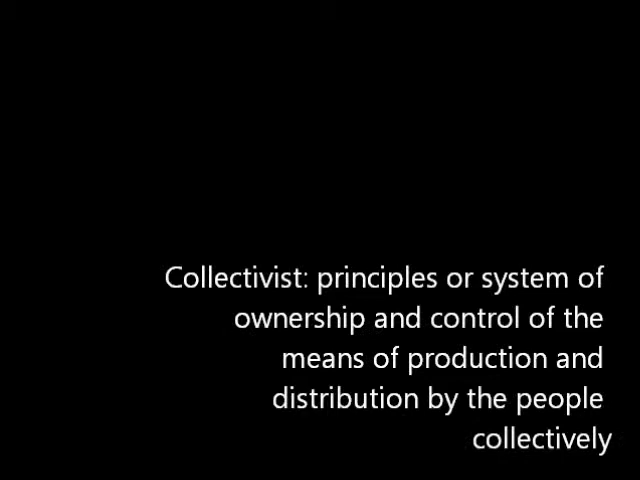 Collectivist: principles or system of
ownership and control of the
means of production and
distribution by the people
collectively